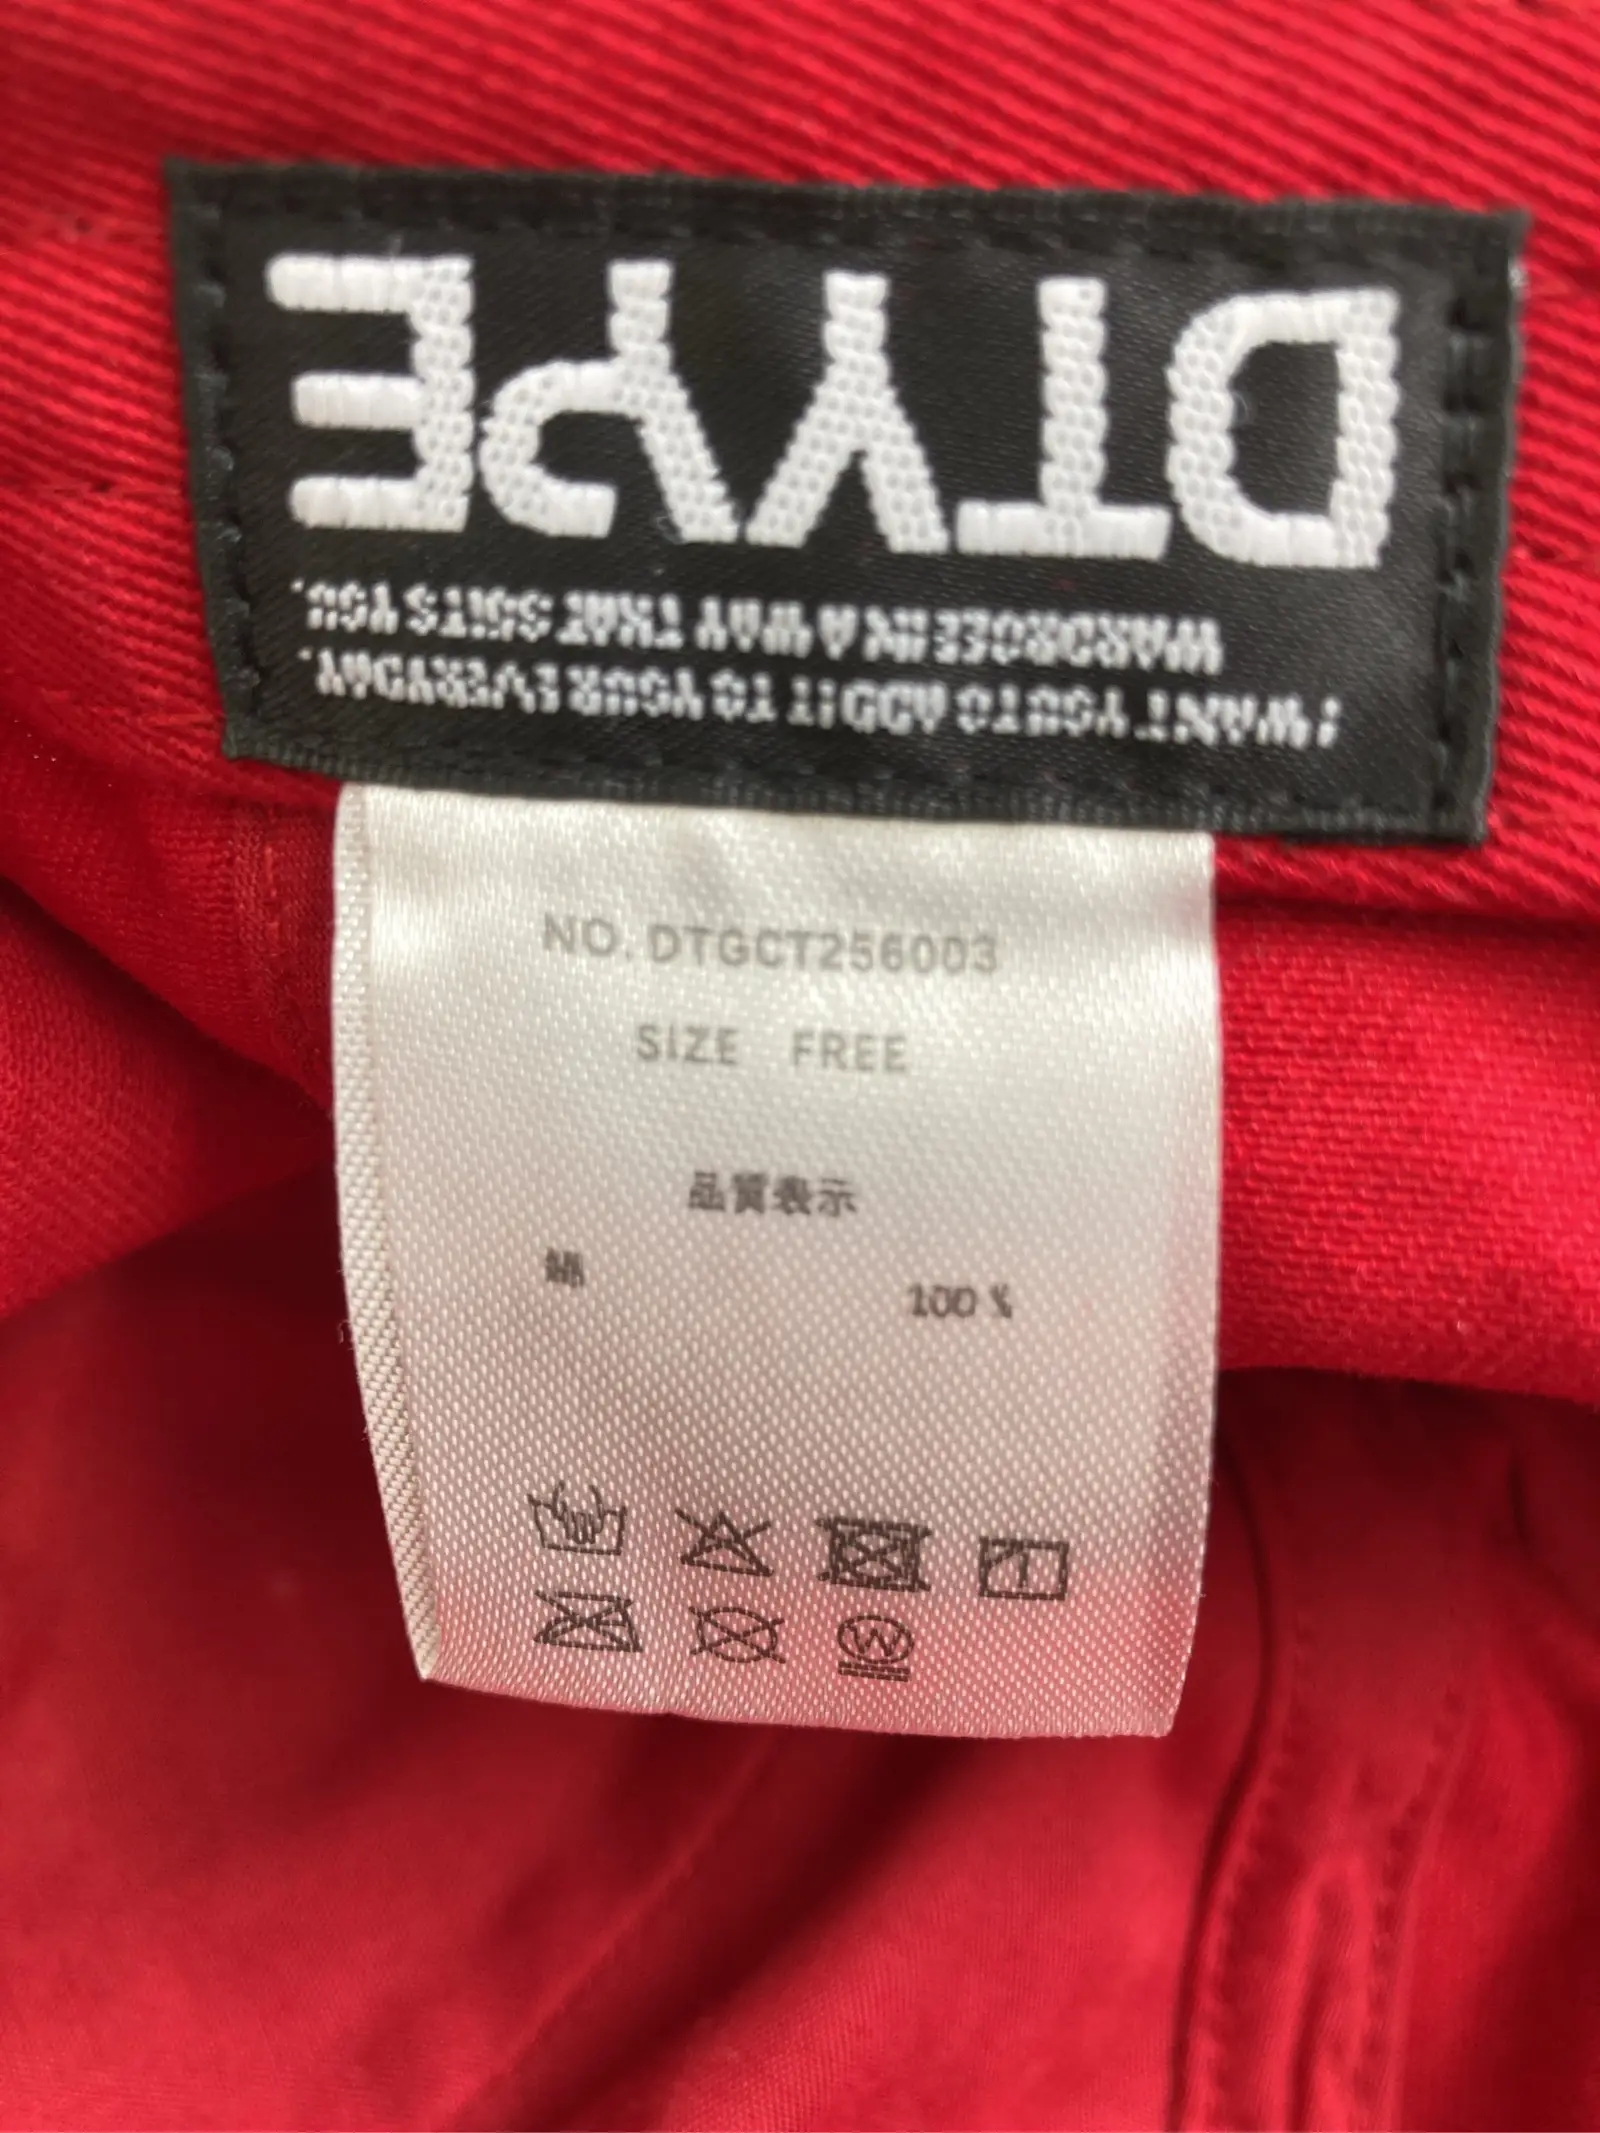 WANT YOU TO ADD IT TO YOUR EVERYDAY
WARDROBE IN A WAY THAT SUITS YOU.
DTYPE
NO. DTGCT256003
SIZE FREE
品質表示
綿 100 %
W